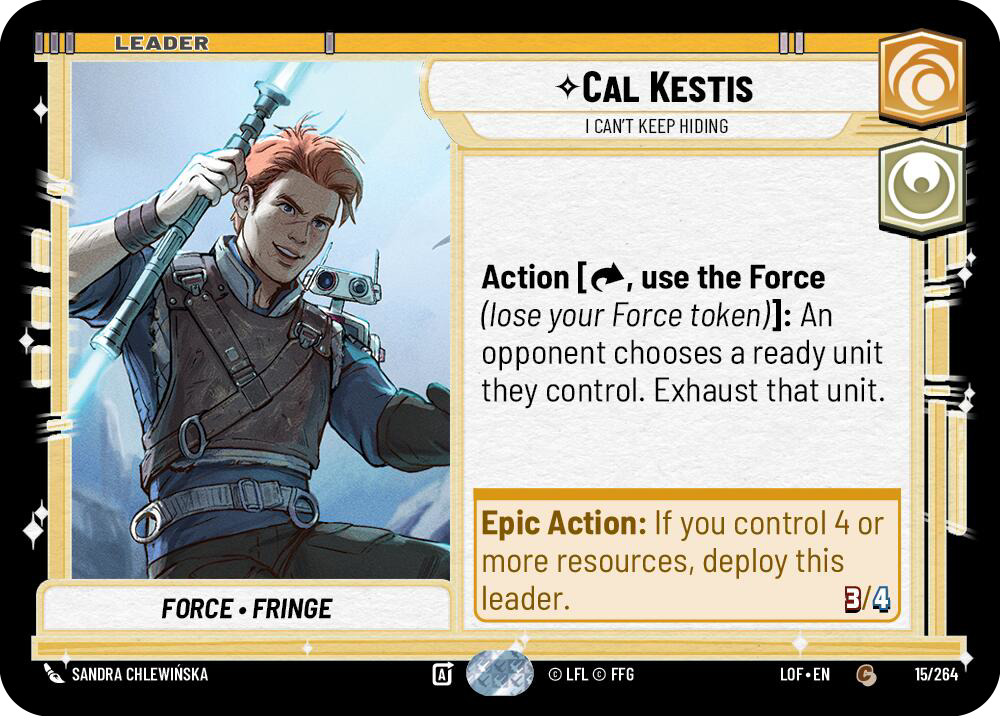 LEADER
CAL KESTIS
I CAN'T KEEP HIDING
Action [ , use the Force
(lose your Force token)]: An
opponent chooses a ready unit
they control. Exhaust that unit.
Epic Action: If you control 4 or
more resources, deploy this
leader.
3/4
FORCE • FRINGE
SANDRA CHLEWIŃSKA
A
© LFL © FFG
LOF • EN
C
15/264